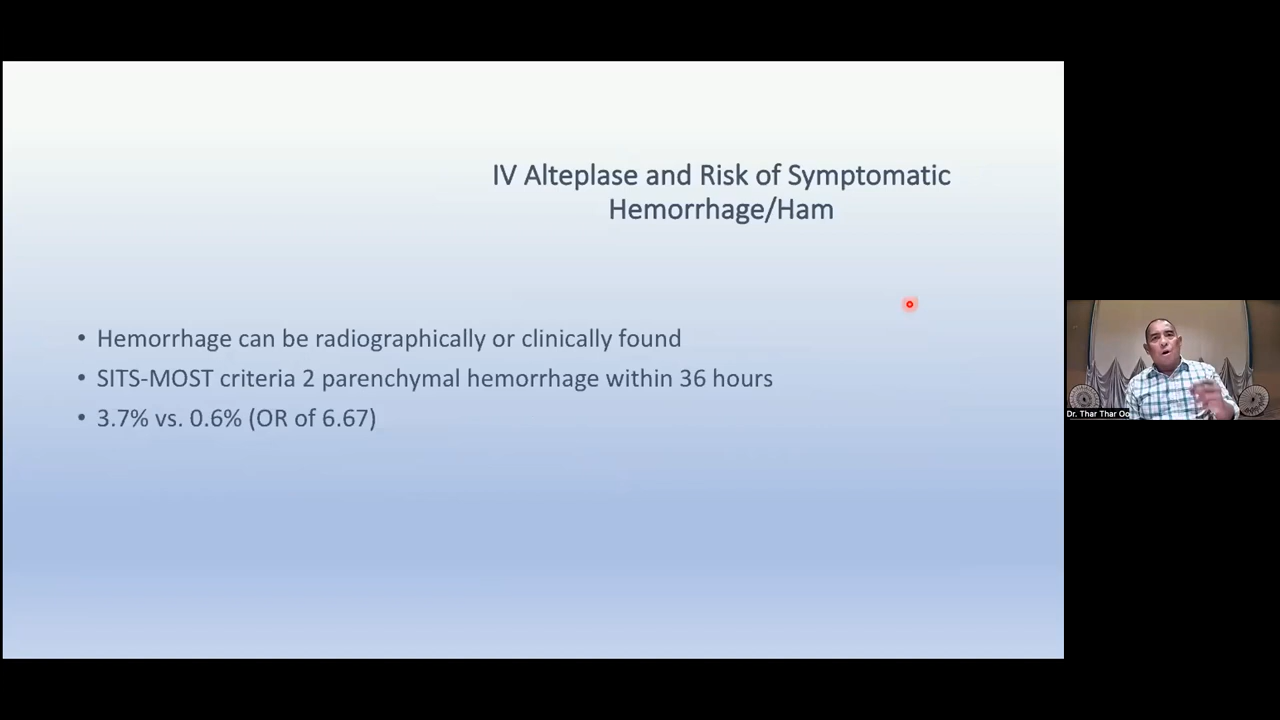 IV Alteplase and Risk of Symptomatic
Hemorrhage/Ham
• Hemorrhage can be radiographically or clinically found
• SITS-MOST criteria 2 parenchymal hemorrhage within 36 hours
• 3.7% vs. 0.6% (OR of 6.67)
Dr. Thar Thar Oo